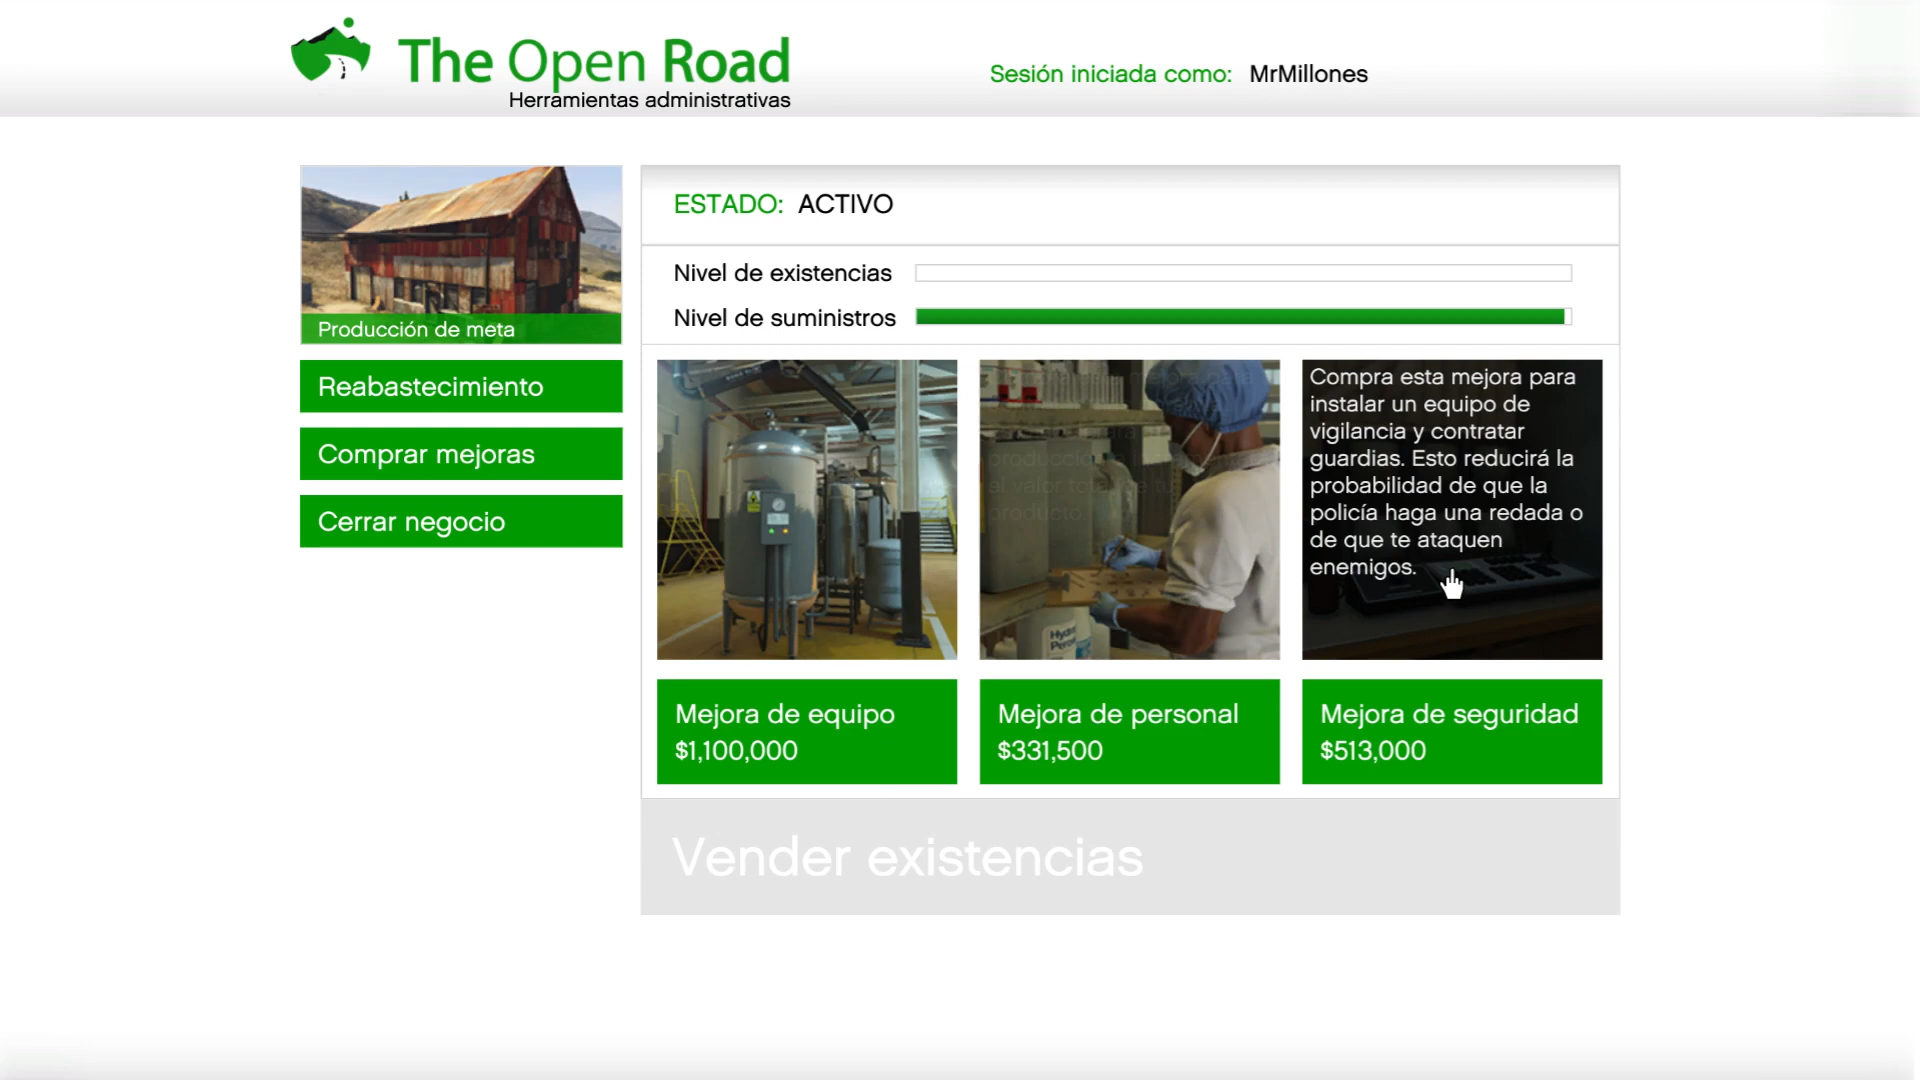 The Open Road
Herramientas administrativas
Sesión iniciada como: MrMillones
Producción de meta
Reabastecimiento
Comprar mejoras
Cerrar negocio
ESTADO: ACTIVO
Nivel de existencias
Nivel de suministros
Compra esta mejora para
instalar un equipo de
vigilancia y contratar
guardias. Esto reducirá la
probabilidad de que la
policía haga una redada o
de que te ataquen
enemigos.
Mejora de equipo
$1,100,000
Mejora de personal
$331,500
Mejora de seguridad
$513,000
Vender existencias